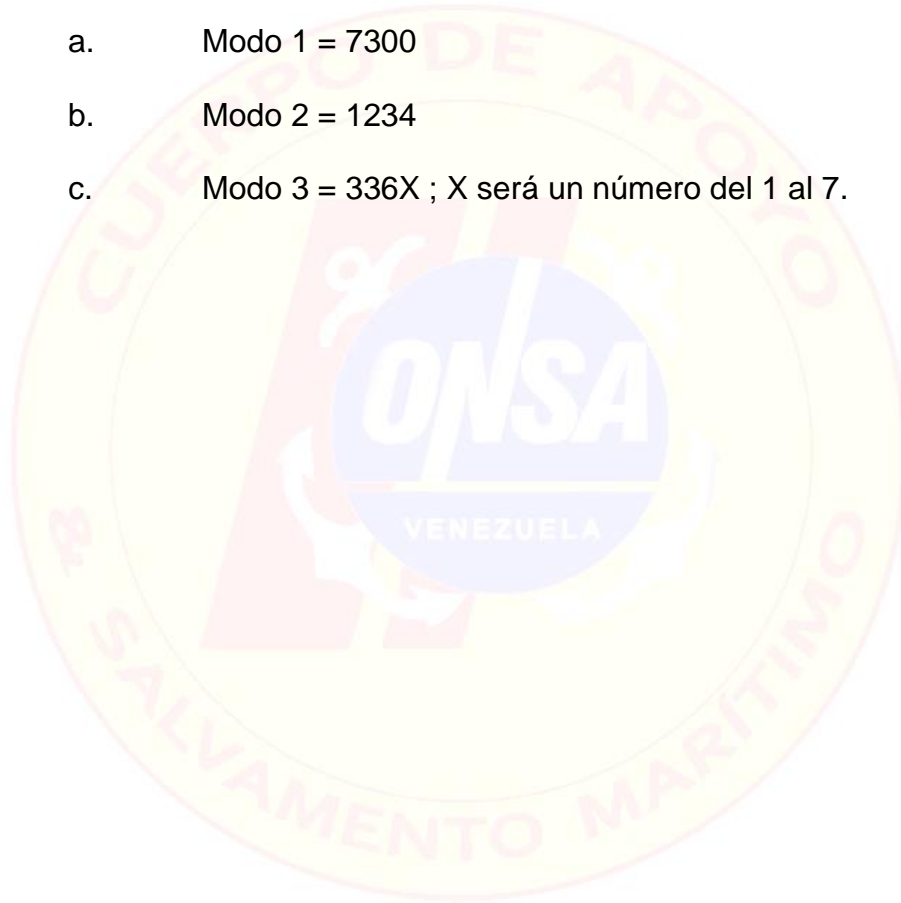 a. Modo 1 = 7300
b. Modo 2 = 1234
c. Modo 3 = 336X ; X será un número del 1 al 7.
CUERPO DE APOYO
& SALVAMENTO MARÍTIMO
ONSA
VENEZUELA